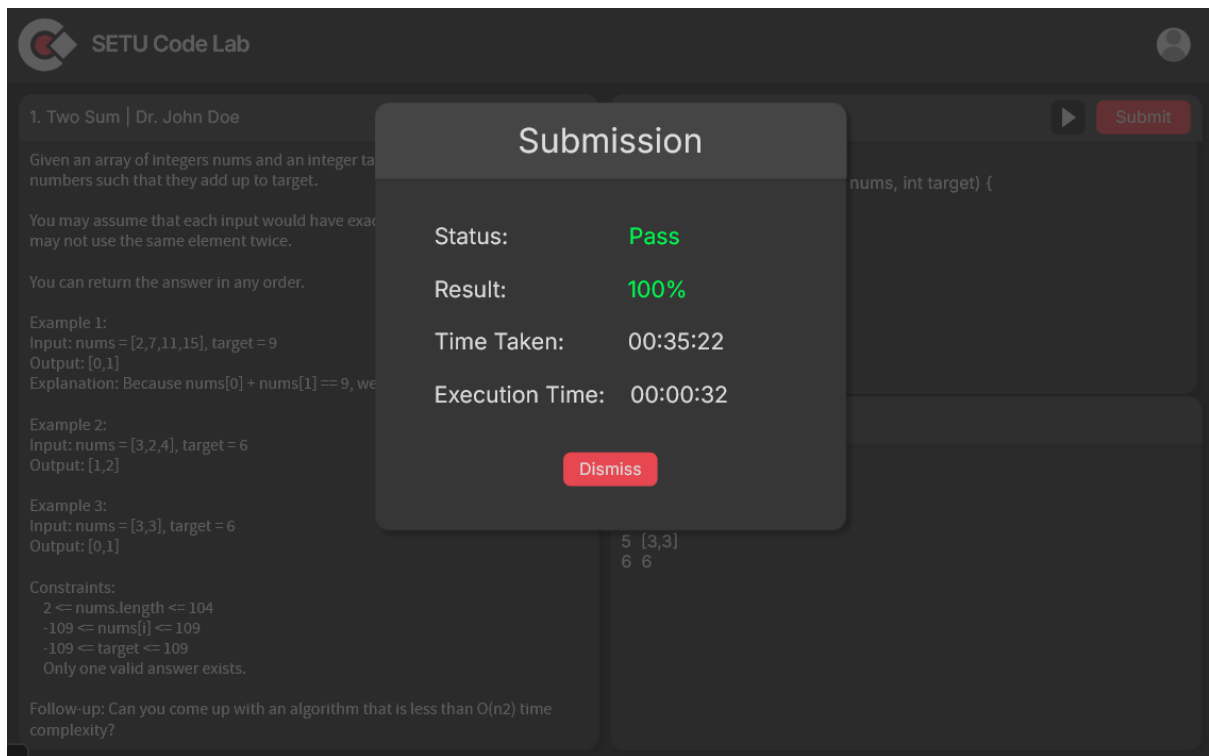 SETU Code Lab
1. Two Sum | Dr. John Doe
Submit
Given an array of integers nums and an integer ta
numbers such that they add up to target.
You may assume that each input would have exac
may not use the same element twice.
You can return the answer in any order.
Example 1:
Input: nums = [2,7,11,15], target = 9
Output: [0,1]
Explanation: Because nums[0] + nums[1] == 9, we
Example 2:
Input: nums = [3,2,4], target = 6
Output: [1,2]
Example 3:
Input: nums = [3,3], target = 6
Output: [0,1]
Constraints:
2 <= nums.length <= 104
-109 <= nums[i] <= 109
-109 <= target <= 109
Only one valid answer exists.
Follow-up: Can you come up with an algorithm that is less than O(n2) time
complexity?
nums, int target) {
5 [3,3]
6 6
Submission
Status: Pass
Result: 100%
Time Taken: 00:35:22
Execution Time: 00:00:32
Dismiss